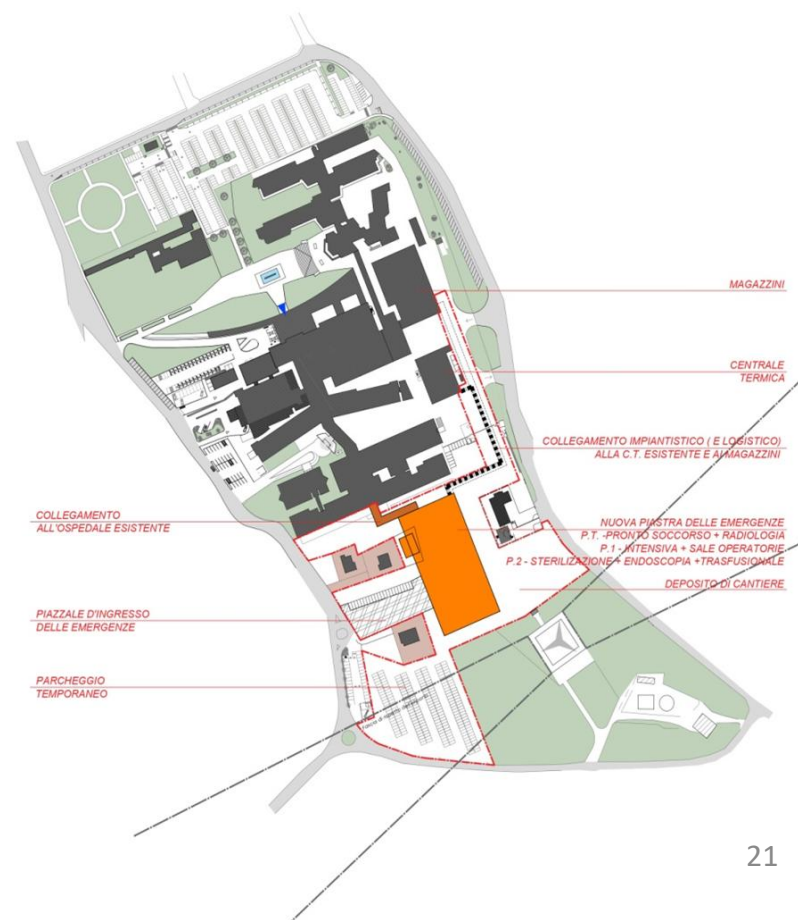 MAGAZZINI
CENTRALE
TERMICA
COLLEGAMENTO IMPIANTISTICO ( E LOGISTICO)
ALLA C.T. ESISTENTE E AI MAGAZZINI
COLLEGAMENTO
ALL'OSPEDALE ESISTENTE
NUOVA PIASTRA DELLE EMERGENZE
P.T. -PRONTO SOCCORSO + RADIOLOGIA
P.1 - INTENSIVA + SALE OPERATORIE
P.2 - STERILIZAZIONE + ENDOSCOPIA +TRASFUSIONALE
DEPOSITO DI CANTIERE
PIAZZALE D'INGRESSO
DELLE EMERGENZE
PARCHEGGIO
TEMPORANEO
21